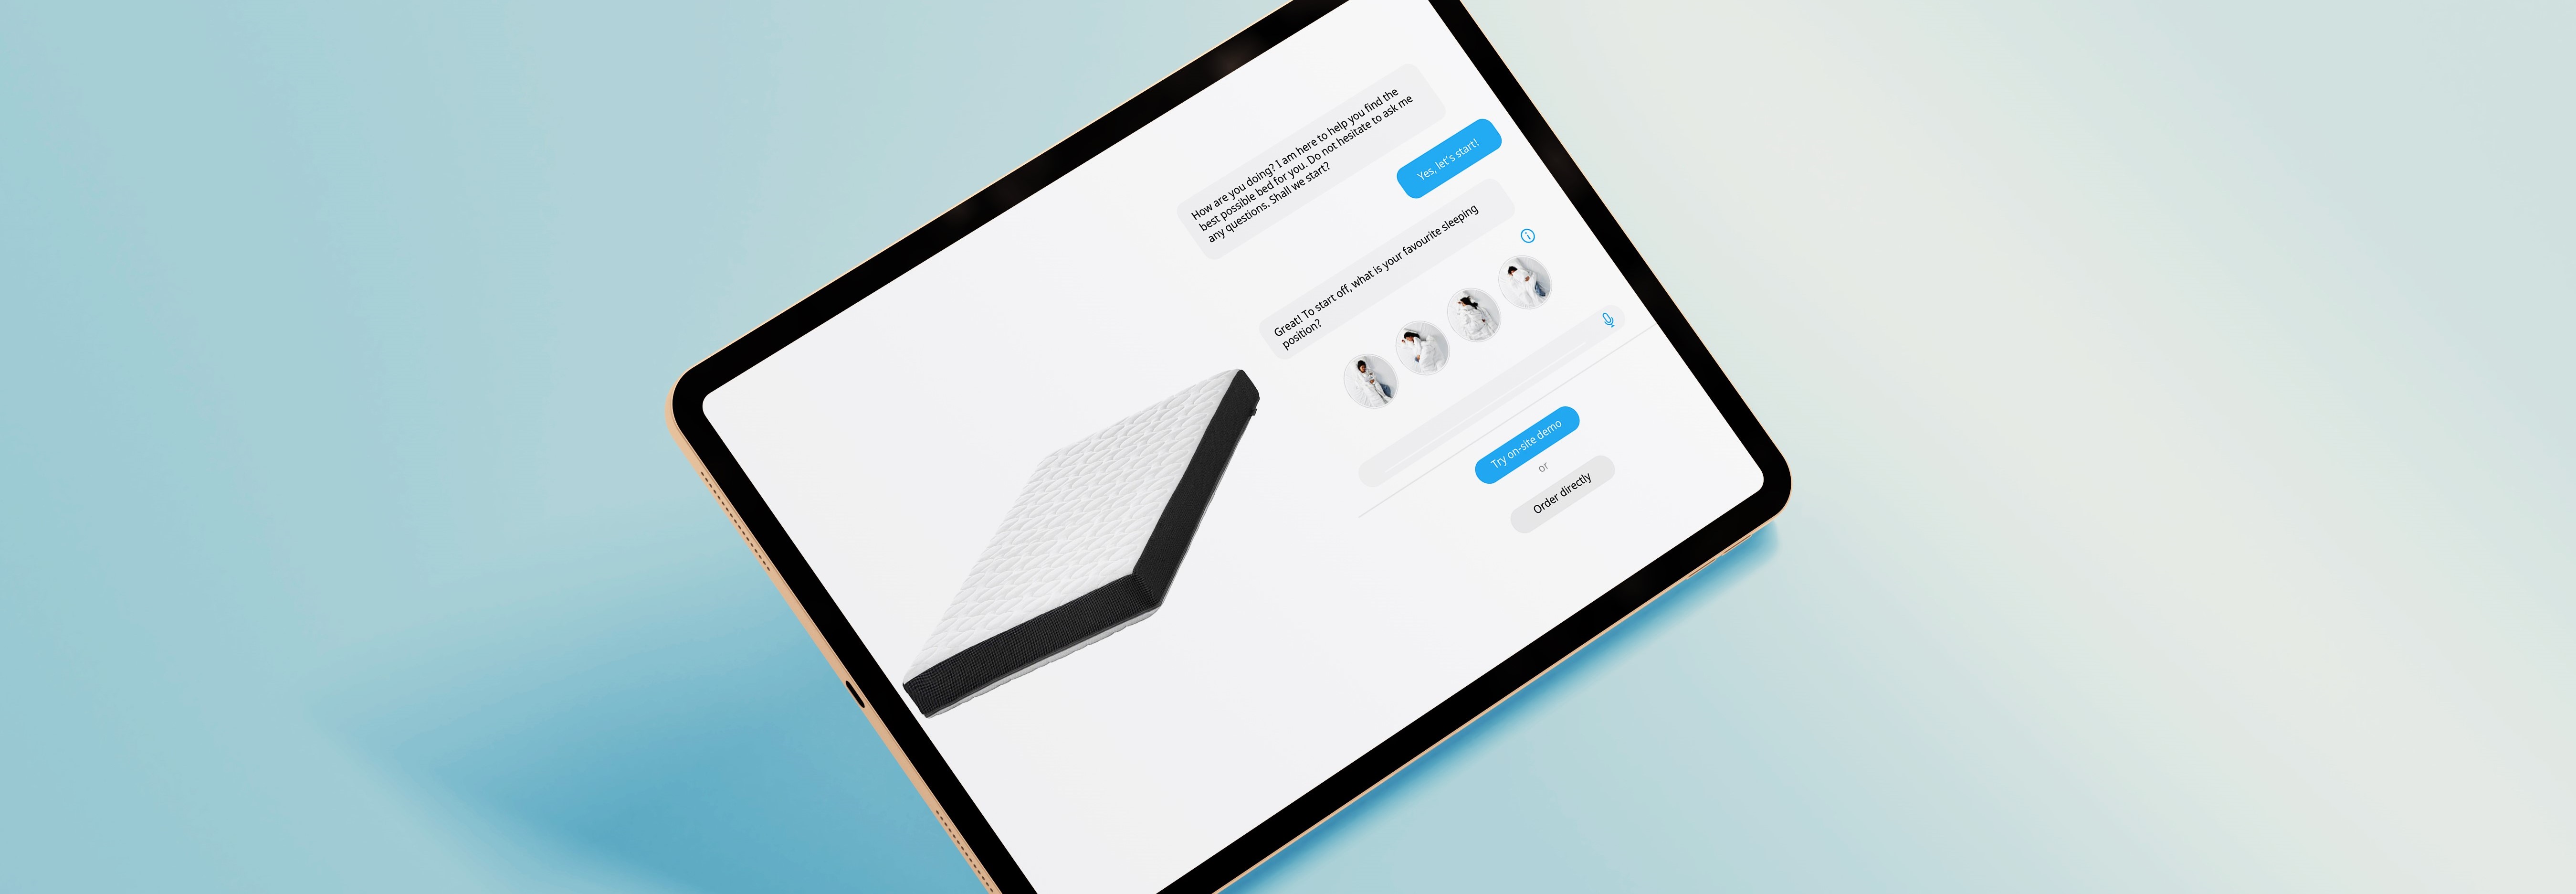 How are you doing? I am here to help you find the
best possible bed for you. Do not hesitate to ask me
any questions. Shall we start?
Yes, let's start!
Great! To start off, what is your favourite sleeping
position?
Try on-site demo
or
Order directly